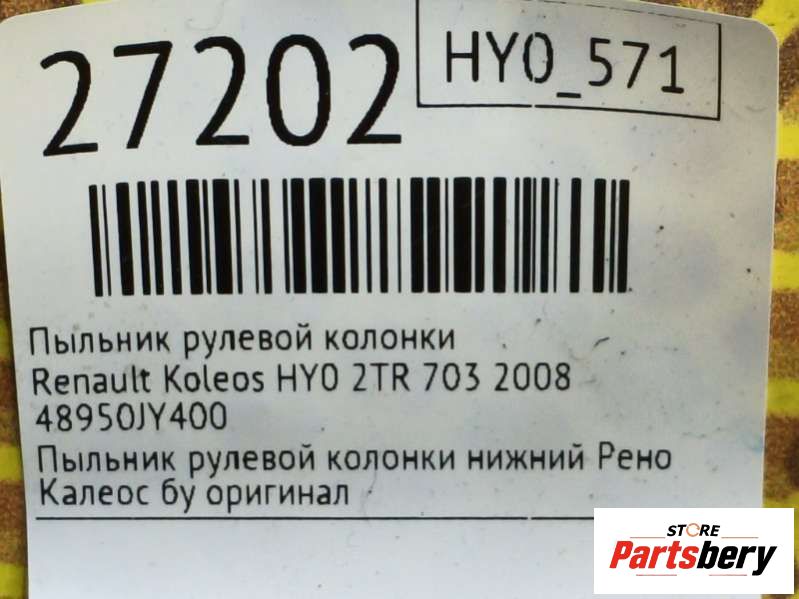 27202
HY0_571
Пыльник рулевой колонки
Renault Koleos HY0 2TR 703 2008
48950JY400
Пыльник рулевой колонки нижний Рено
Калеос бу оригинал
STORE
Partsbery